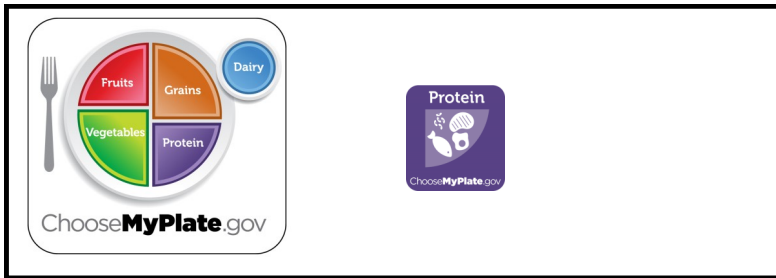 Fruits
Grains
Dairy
Vegetables
Protein
ChooseMyPlate.gov
Protein
ChooseMyPlate.gov